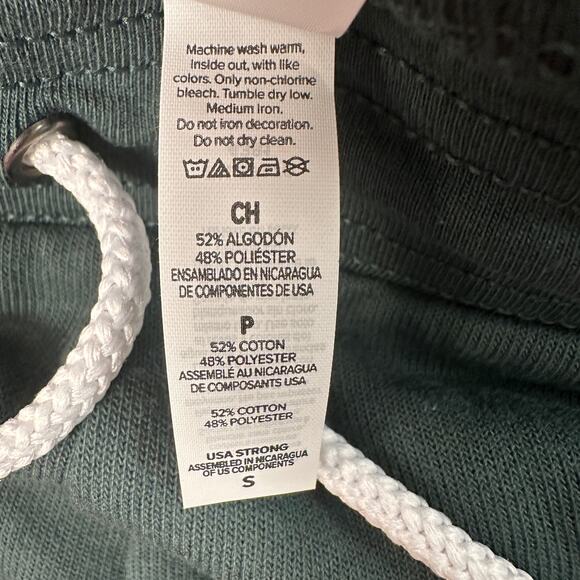 Machine wash warm,
inside out, with like
colors. Only non-chlorine
bleach. Tumble dry low.
Medium iron.
Do not iron decoration.
Do not dry clean.
CH
52% ALGODÓN
48% POLIÉSTER
ENSAMBLADO EN NICARAGUA
DE COMPONENTES DE USA
P
52% COTON
48% POLYESTER
ASSEMBLÉ AU NICARAGUA
DE COMPOSANTS USA
52% COTTON
48% POLYESTER
USA STRONG
ASSEMBLED IN NICARAGUA
OF US COMPONENTS
S